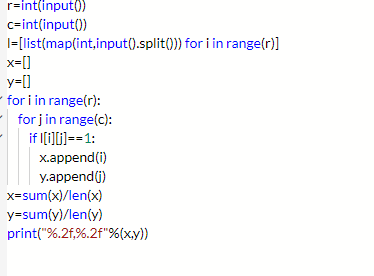 r=int(input())
c=int(input())
l=[list(map(int,input().split())) for i in range(r)]
x=[]
y=[]
for i in range(r):
for j in range(c):
if l[i][j]==1:
x.append(i)
y.append(j)
x=sum(x)/len(x)
y=sum(y)/len(y)
print("%.2f,%.2f"%(x,y))